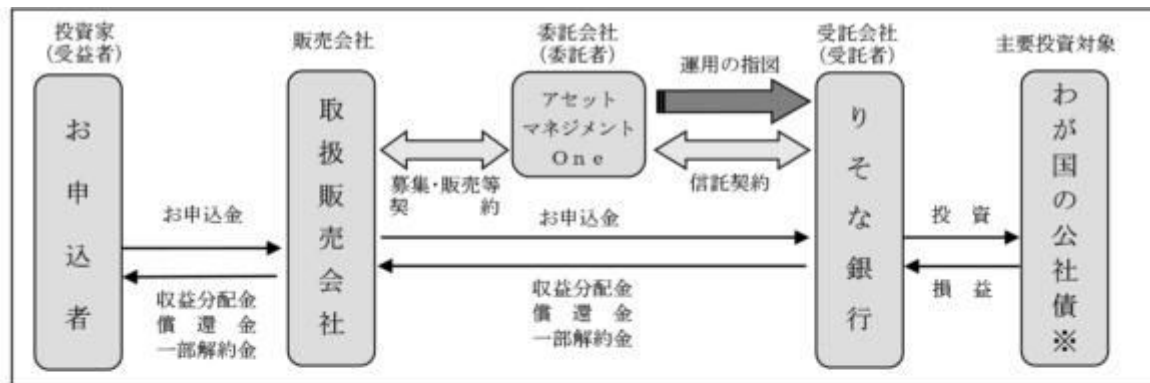 投資家
(受益者)
お申込者
販売会社
取扱販売会社
委託会社
(委託者)
アセット
マネジメント
One
運用の指図
受託会社
(受託者)
りそな銀行
主要投資対象
わが国の公社債※
募集・販売等
契 約
信託契約
お申込金
収益分配金
償 還 金
一部解約金
お申込金
収益分配金
償 還 金
一部解約金
投 資
損 益